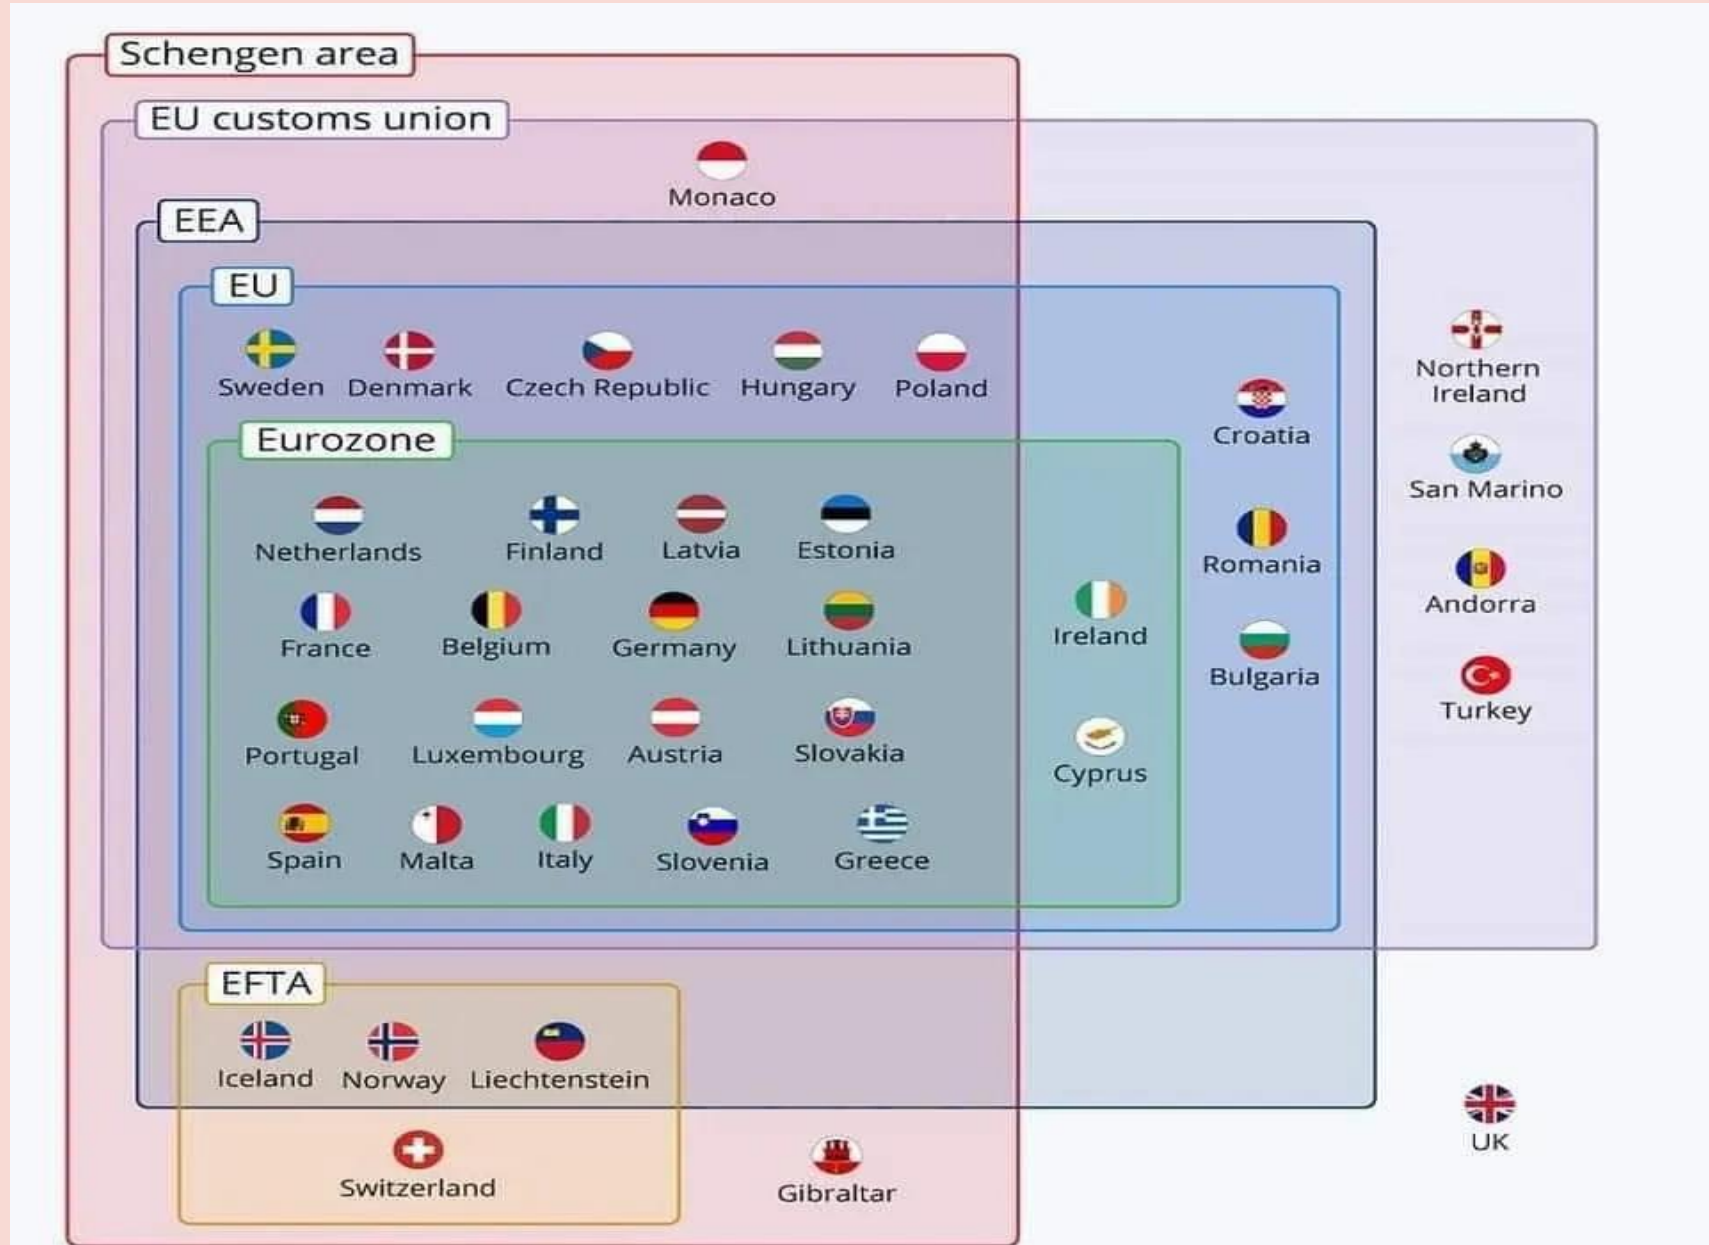 Schengen area
EU customs union
Monaco
EEA
EU
Sweden Denmark Czech Republic Hungary Poland
Croatia
Northern
Ireland
Eurozone
San Marino
Netherlands Finland Latvia Estonia
Romania
Andorra
France Belgium Germany Lithuania
Ireland
Bulgaria
Turkey
Portugal Luxembourg Austria Slovakia
Cyprus
Spain Malta Italy Slovenia Greece
EFTA
Iceland Norway Liechtenstein
UK
Switzerland
Gibraltar